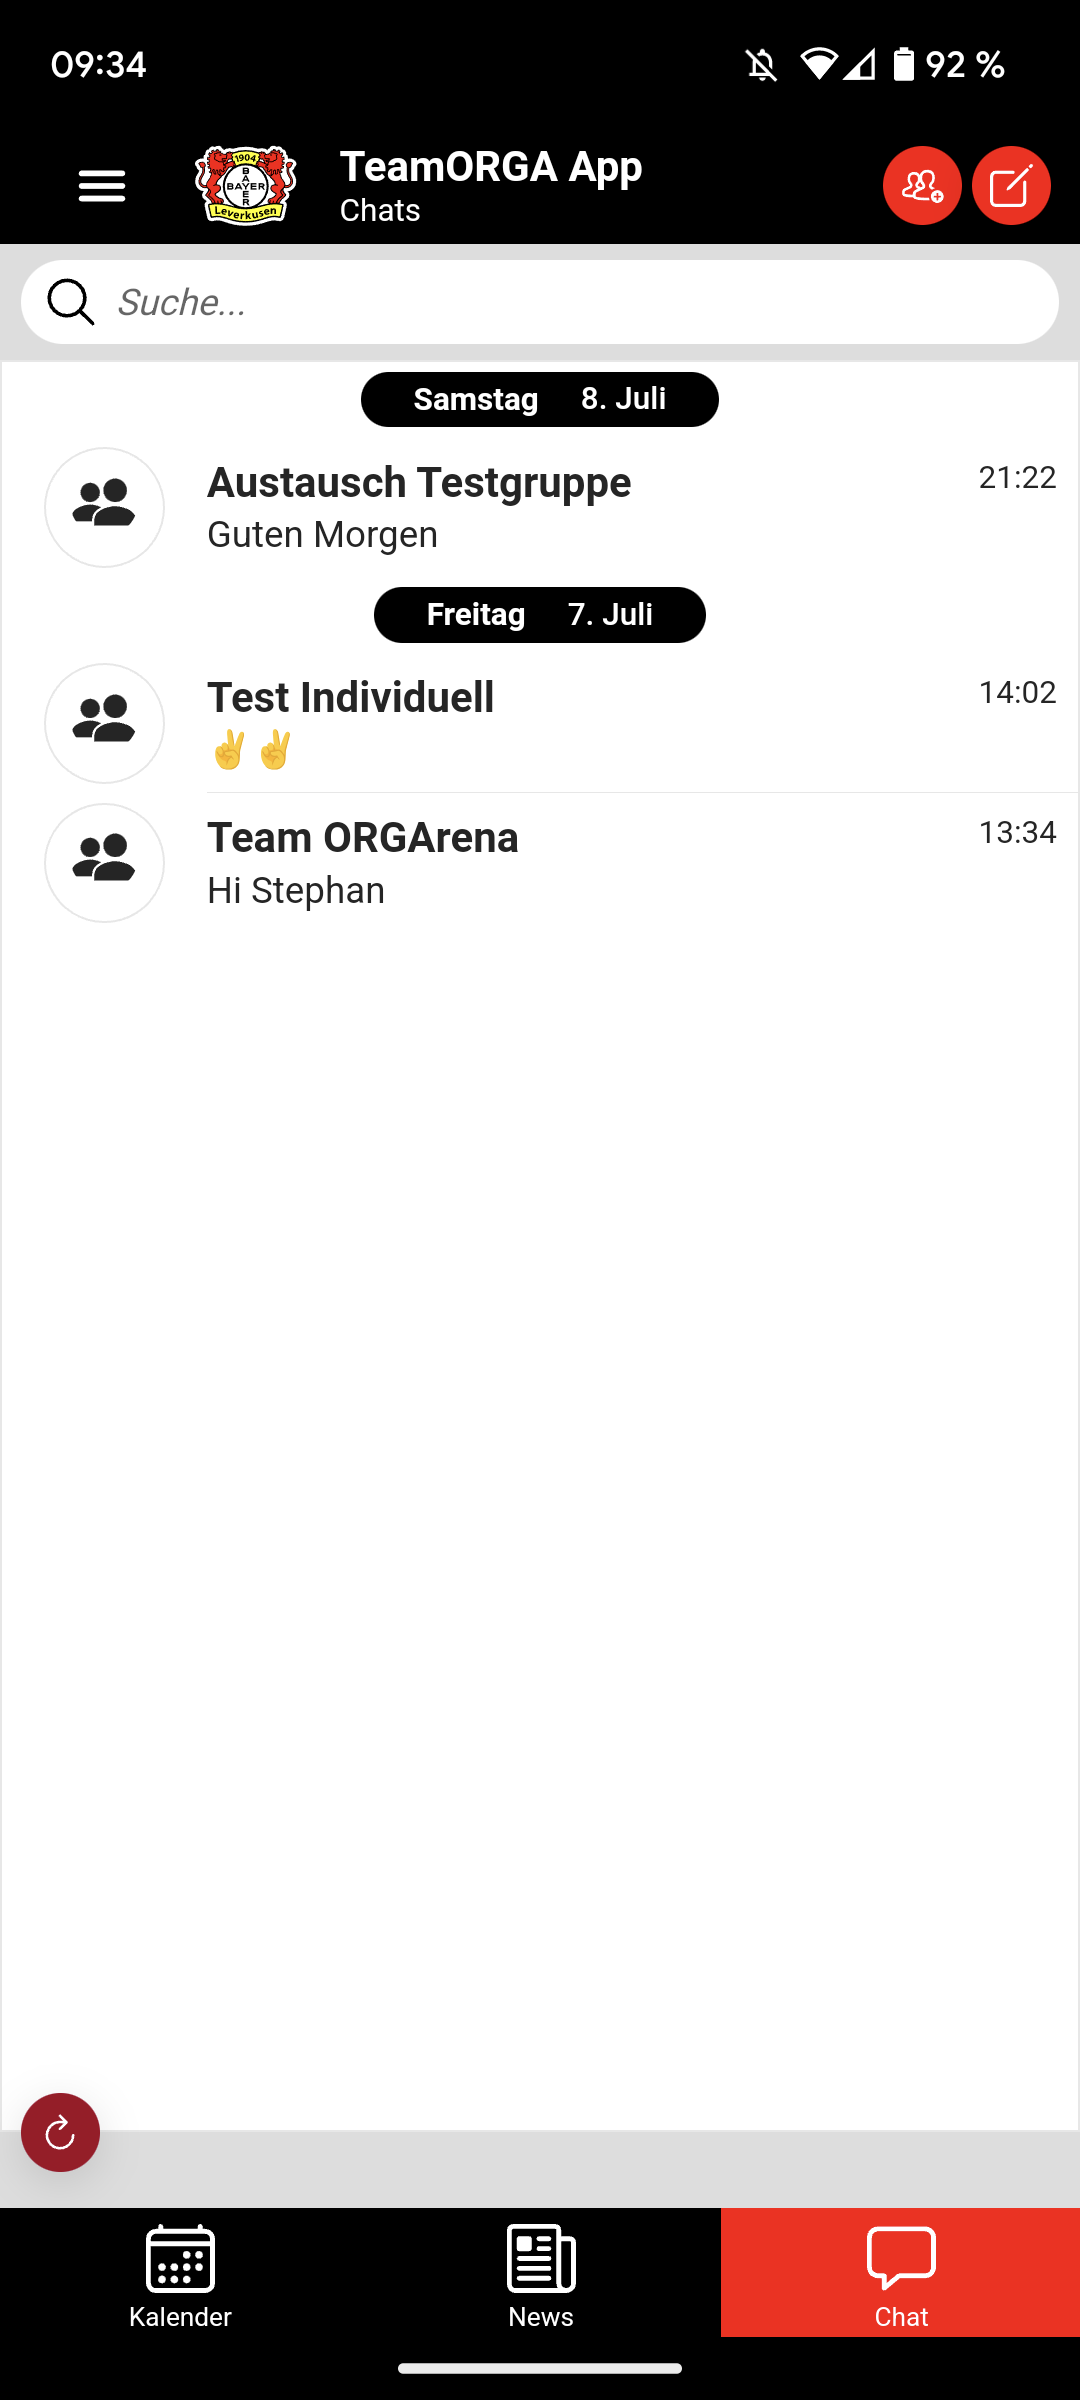 09:34
92 %
1904
BAYER
BAYER
Leverkusen
TeamORGA App
Chats
Suche...
Samstag 8. Juli
Austausch Testgruppe 21:22
Guten Morgen
Freitag 7. Juli
Test Individuell 14:02
✌✌
Team ORGArena 13:34
Hi Stephan
Kalender News Chat